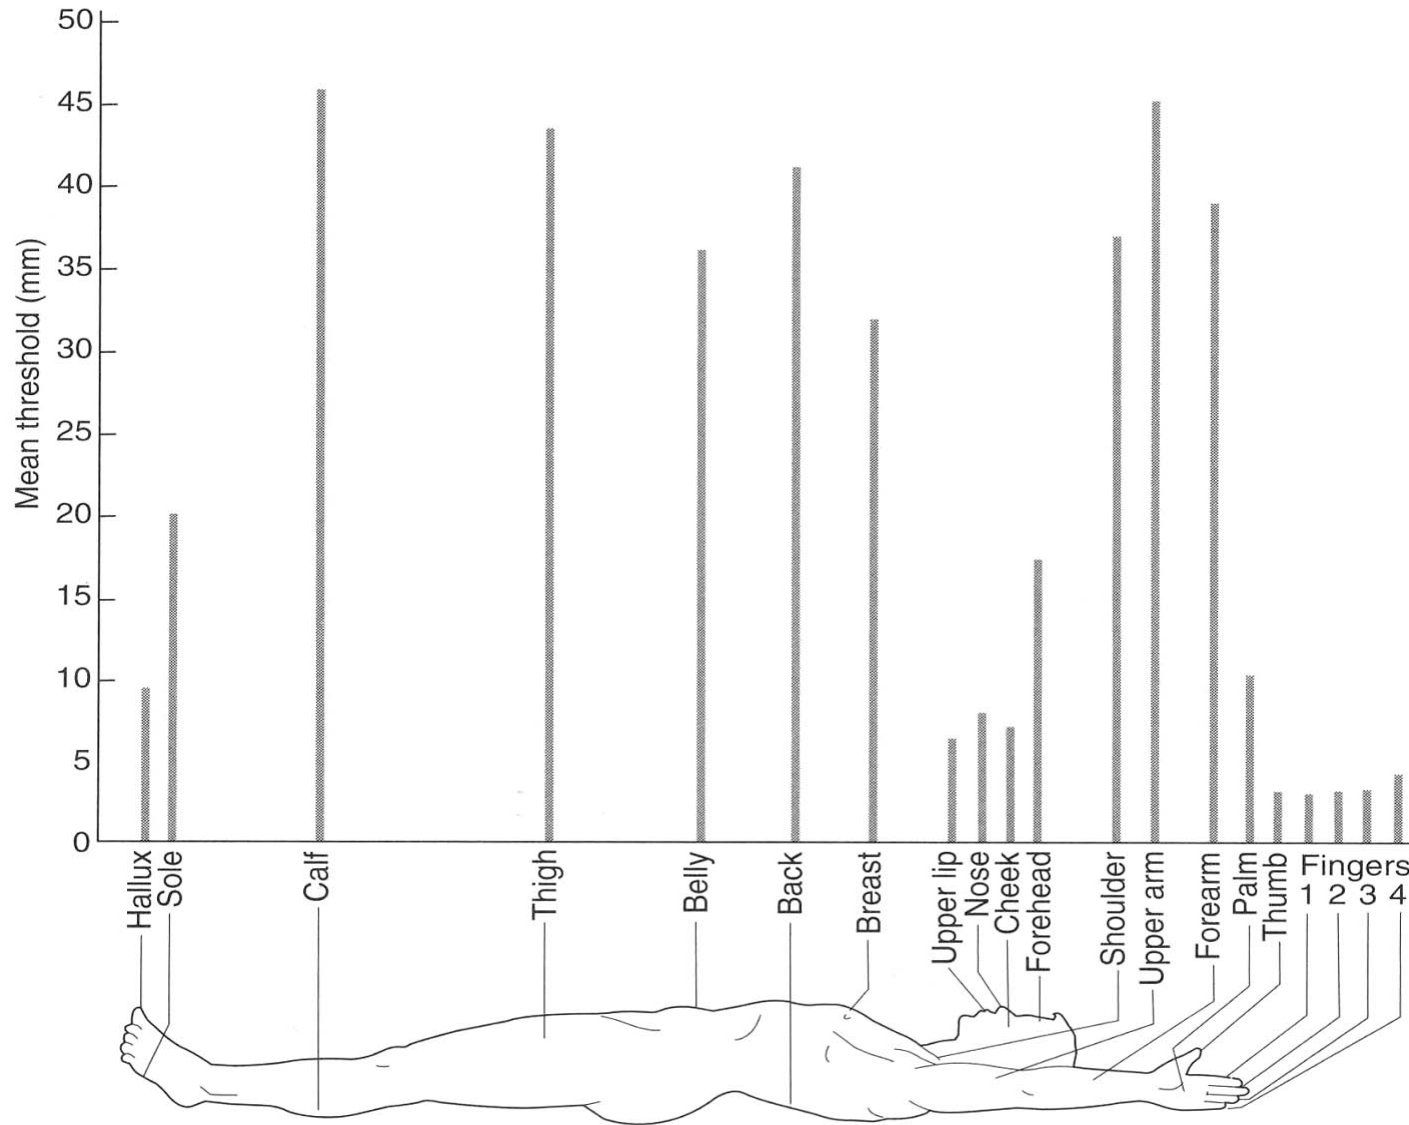 50
45
40
35
30
25
20
15
10
5
0
Mean threshold (mm)
Hallux
Sole
Calf
Thigh
Belly
Back
Breast
Upper lip
Nose
Cheek
Forehead
Shoulder
Upper arm
Forearm
Palm
Thumb
Fingers
1 2 3 4